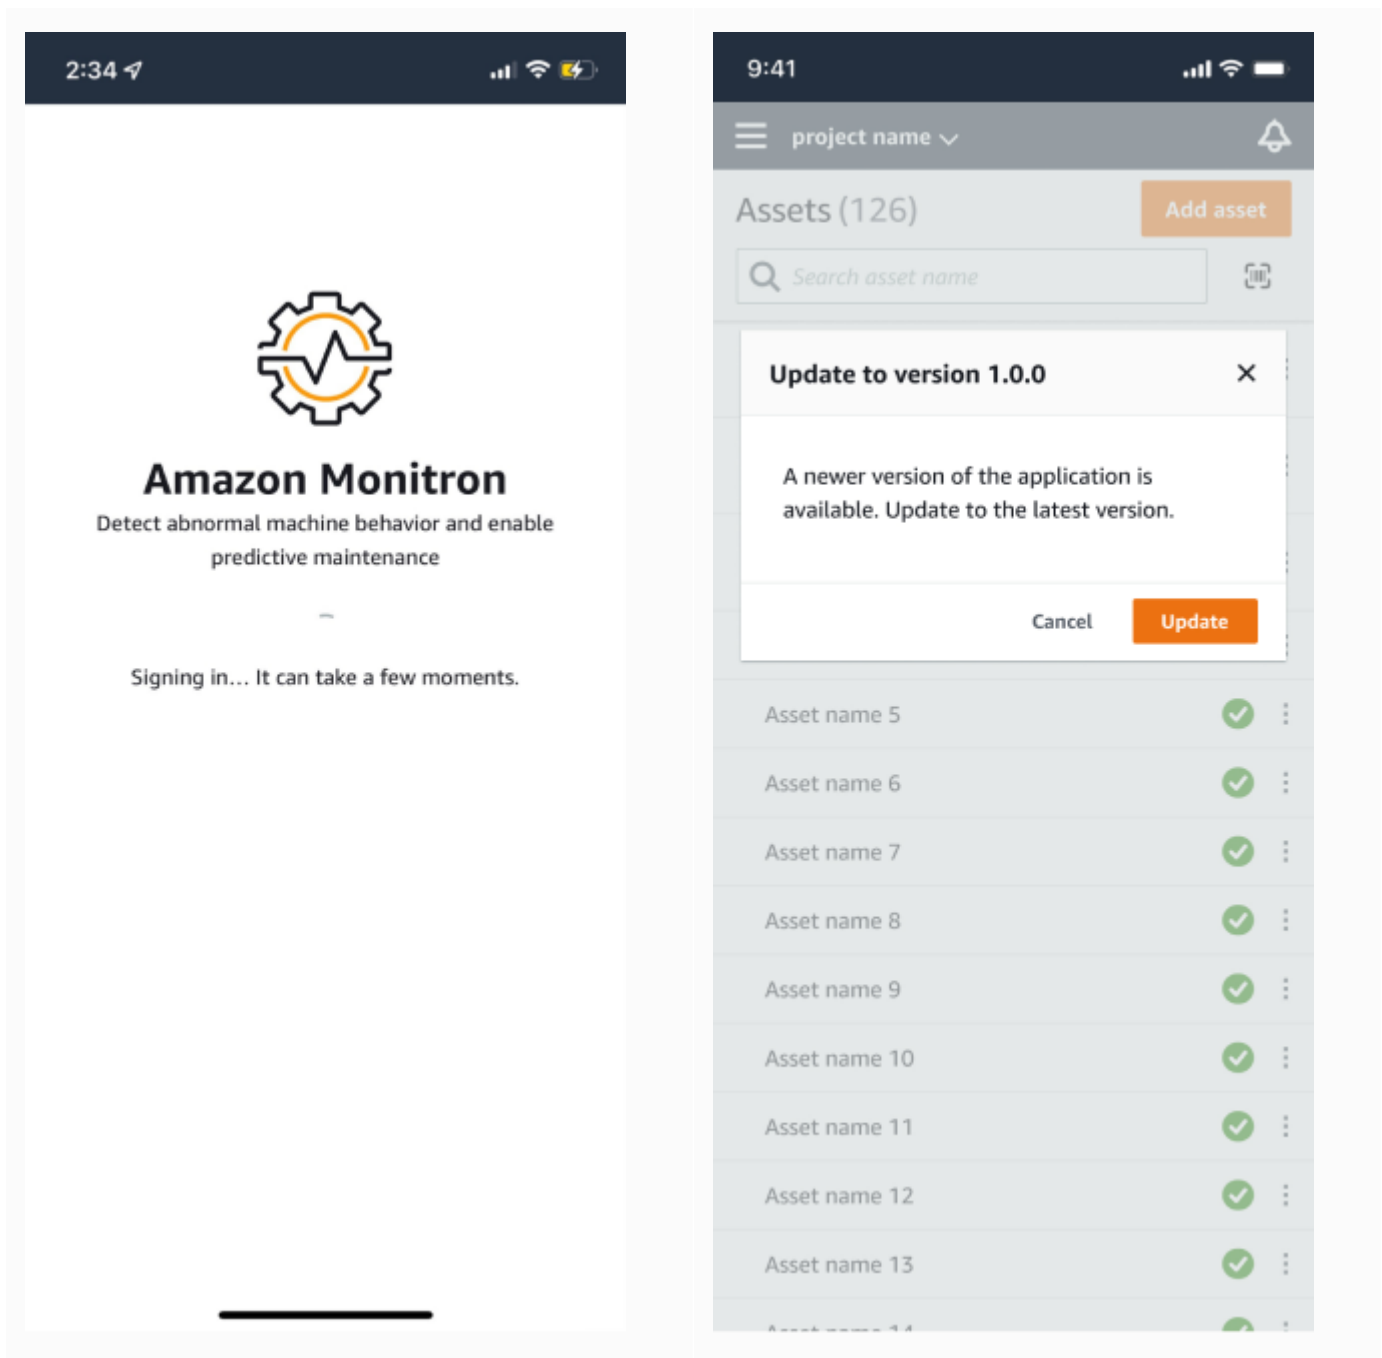 2:34
Amazon Monitron
Detect abnormal machine behavior and enable
predictive maintenance
Signing in... It can take a few moments.
9:41
project name
Assets (126)
Add asset
Search asset name
Update to version 1.0.0
A newer version of the application is
available. Update to the latest version.
Cancel
Update
Asset name 5
Asset name 6
Asset name 7
Asset name 8
Asset name 9
Asset name 10
Asset name 11
Asset name 12
Asset name 13
Asset name 14